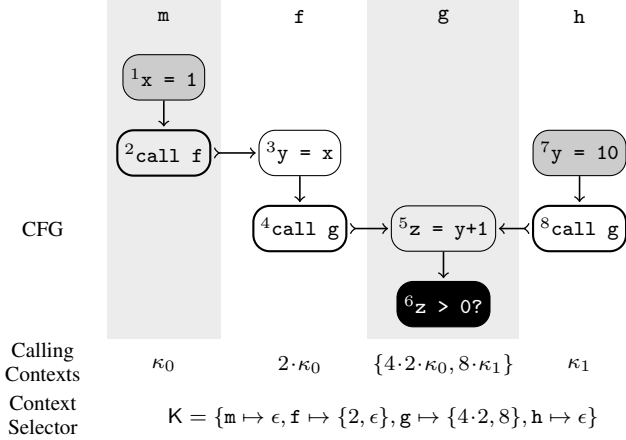 m f g h
¹x = 1
²call f ³y = x ⁷y = 10
CFG ⁴call g ⁵z = y+1 ⁸call g
⁶z > 0?
Calling Contexts κ₀ 2·κ₀ {4·2·κ₀, 8·κ₁} κ₁
Context Selector K = {m ↦ ϵ, f ↦ {2, ϵ}, g ↦ {4·2, 8}, h ↦ ϵ}